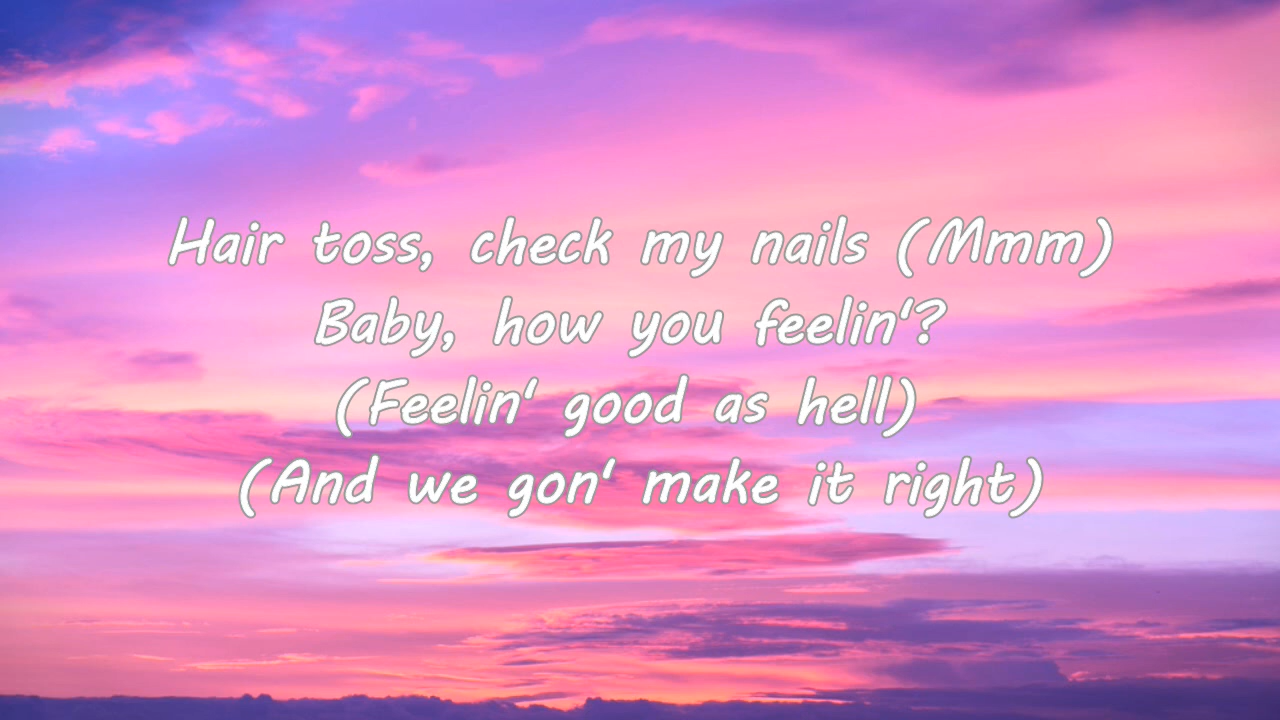 Hair toss, check my nails (Mmm)
Baby, how you feelin'?
(Feelin' good as hell)
(And we gon' make it right)